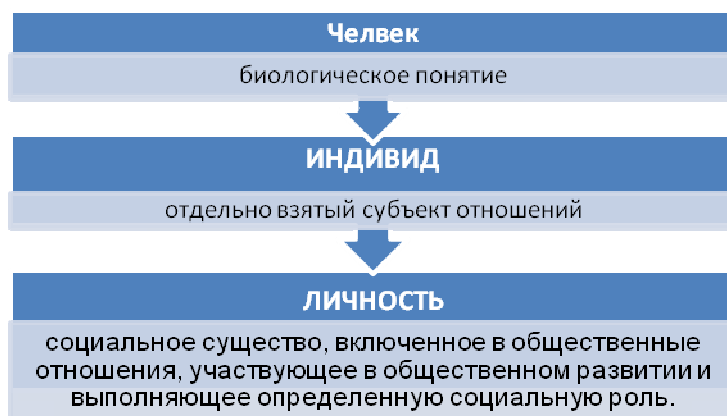 Челвек
биологическое понятие
ИНДИВИД
отдельно взятый субъект отношений
ЛИЧНОСТЬ
социальное существо, включенное в общественные
отношения, участвующее в общественном развитии и
выполняющее определенную социальную роль.